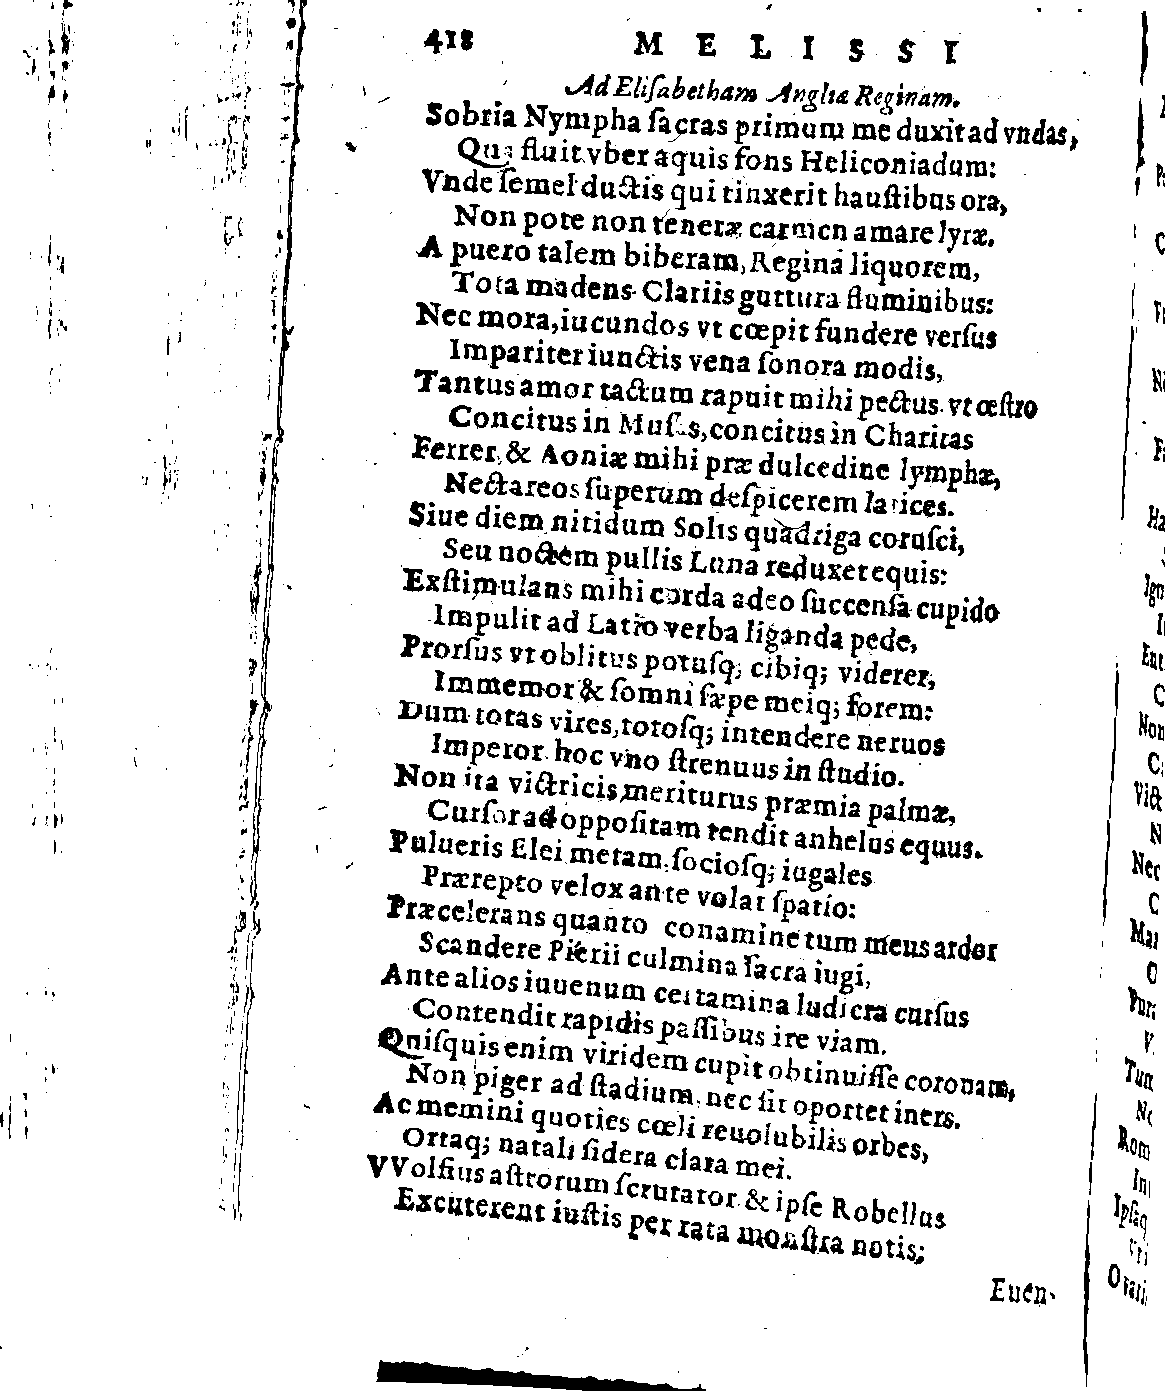 418 MELISSI
Ad Eliſabetham Angliæ Reginam.
Sobria Nympha ſacras primum me duxit ad vndas,
Qua fluit vber aquis fons Heliconiadum:
Vnde ſemel ductis qui tinxerit hauſtibus ora,
Non pote non teneræ carmen amare lyræ.
A puero talem biberam, Regina liquorem,
Tota madens Clariis guttura fluminibus:
Nec mora, iucundos vt cœpit fundere verſus
Impariter iunctis vena ſonora modis,
Tantus amor tactum rapuit mihi pectus. vt œſtro
Concitus in Muſas, concitus in Charitas
Ferrer, & Aoniæ mihi præ dulcedine lymphæ,
Nectareos ſuperum deſpicerem latices.
Siue diem nitidum Solis quadriga coruſci,
Seu noctem pullis Luna reduxet equis:
Exſtimulans mihi corda adeo ſuccenſa cupido
Impulit ad Latio verba liganda pede,
Prorſus vt oblitus potuſq; cibiq; viderer,
Immemor & ſomni ſæpe meiq; forem:
Dum totas vires, totoſq; intendere neruos
Imperor hoc vno ſtrenuus in ſtudio.
Non ita victricis meriturus præmia palmæ,
Curſor ad oppoſitam tendit anhelus equus.
Pulueris Elei metam, ſocioſq; iugales
Prærepto velox ante volat ſpatio:
Præcelerans quanto conamine tum meus ardor
Scandere Pierii culmina ſacra iugi,
Ante alios iuuenum certamina ludicra curſus
Contendit rapidis paſſibus ire viam.
Quiſquis enim viridem cupit obtinuiſſe coronam,
Non piger ad ſtadium, nec ſit oportet iners.
Ac memini quoties cœli reuolubilis orbes,
Ortaq; natali ſidera clara mei.
VVolfius aſtrorum ſcrutator & ipſe Robellus
Excuterent iuſtis per rata monſtra notis;
Euen-